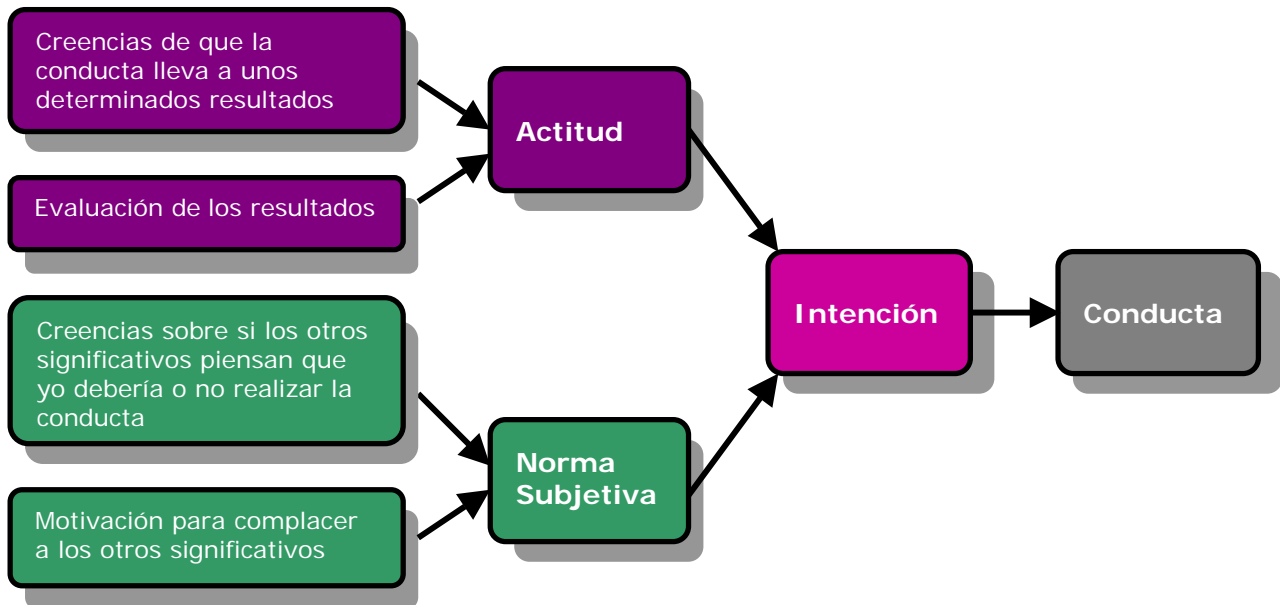 Creencias de que la
conducta lleva a unos
determinados resultados
Evaluación de los resultados
Actitud
Creencias sobre si los otros
significativos piensan que
yo debería o no realizar la
conducta
Motivación para complacer
a los otros significativos
Norma
Subjetiva
Intención
Conducta